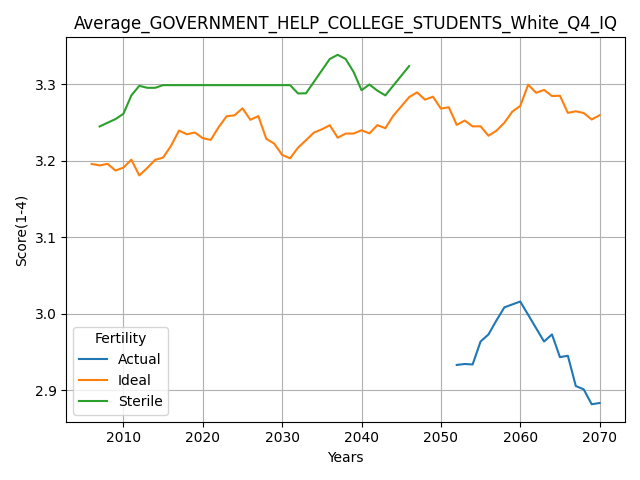 Average_GOVERNMENT_HELP_COLLEGE_STUDENTS_White_Q4_IQ
Score(1-4)
3.3
3.2
3.1
3.0
2.9
Fertility
Actual
Ideal
Sterile
2010 2020 2030 2040 2050 2060 2070
Years